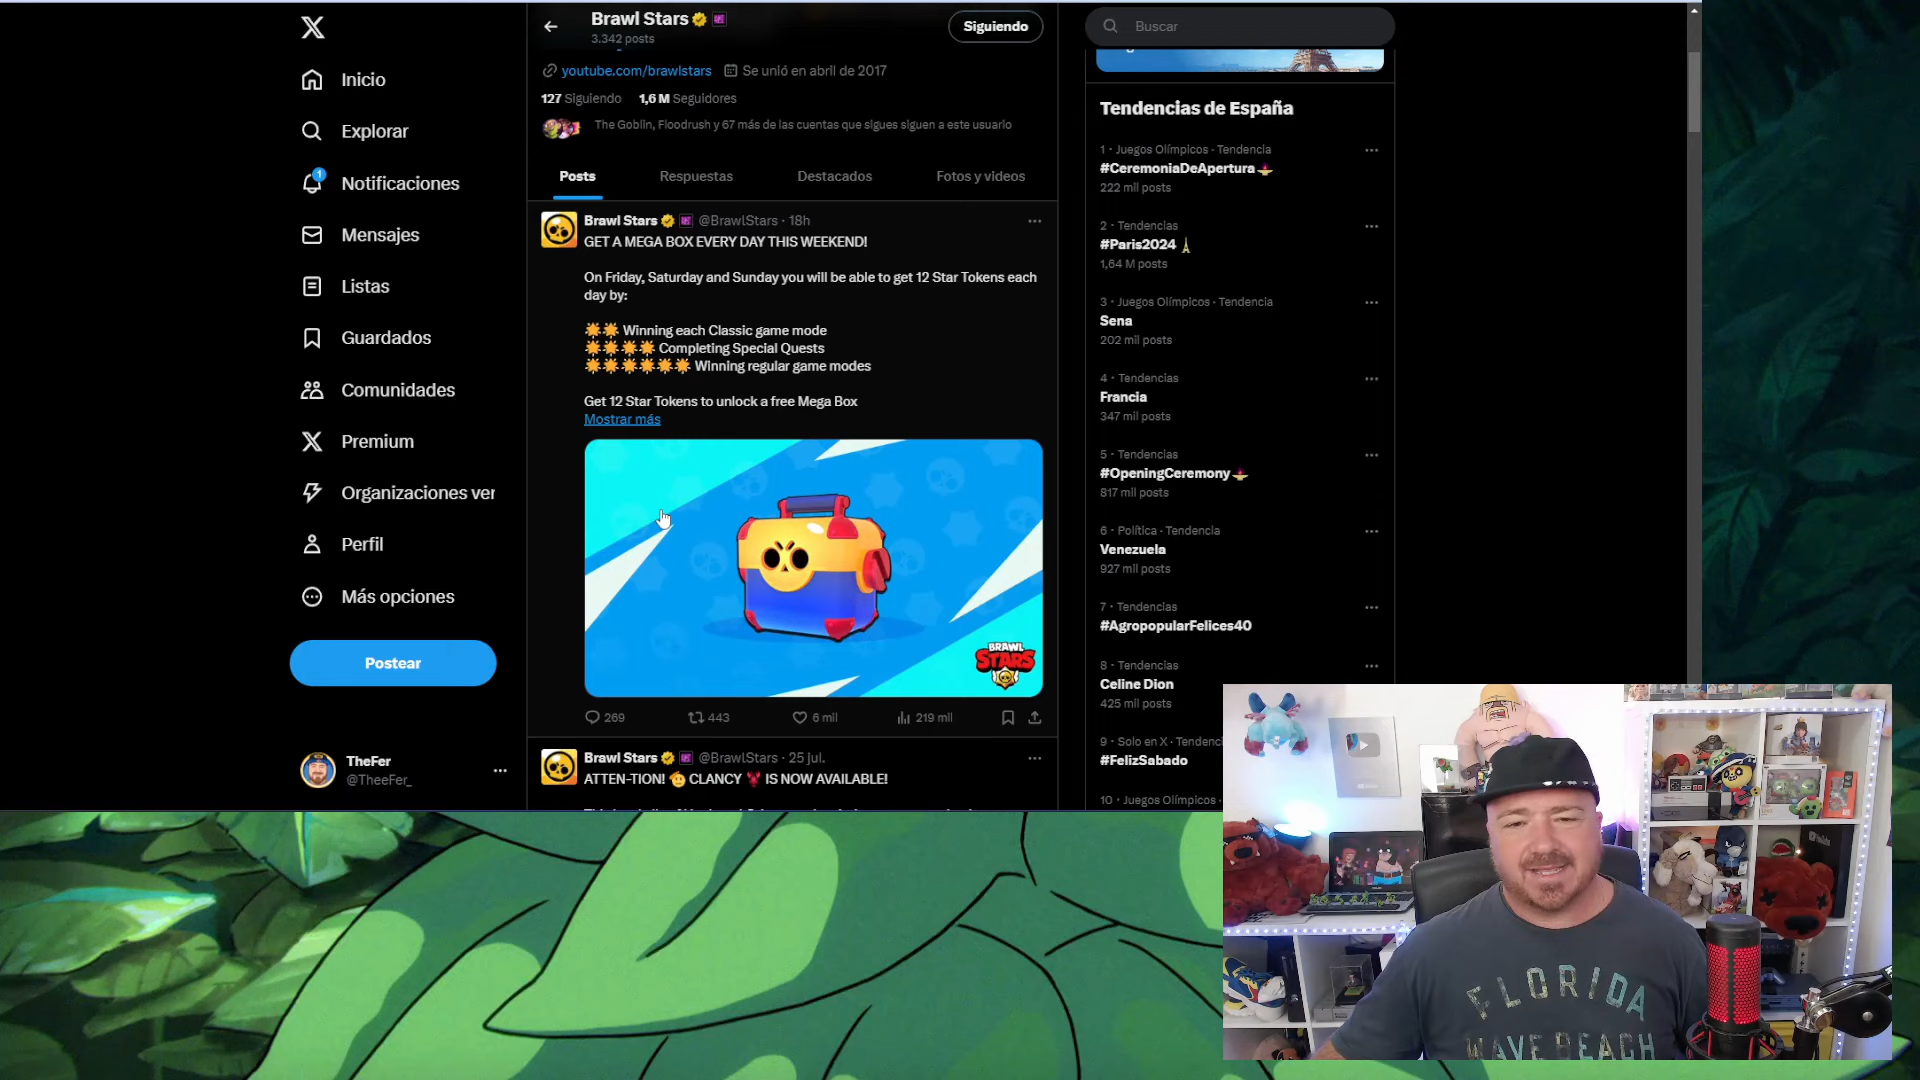 Inicio
Explorar
1
Notificaciones
Mensajes
Listas
Guardados
Comunidades
Premium
Organizaciones ver
Perfil
Más opciones
Postear
TheFer
@TheeFer_
Brawl Stars
3.342 posts
Siguiendo
youtube.com/brawlstars Se unió en abril de 2017
127 Siguiendo 1,6 M Seguidores
The Goblin, Floodrush y 67 más de las cuentas que sigues siguen a este usuario
Posts Respuestas Destacados Fotos y videos
Brawl Stars @BrawlStars · 18h
GET A MEGA BOX EVERY DAY THIS WEEKEND!
On Friday, Saturday and Sunday you will be able to get 12 Star Tokens each
day by:
Winning each Classic game mode
Completing Special Quests
Winning regular game modes
Get 12 Star Tokens to unlock a free Mega Box
Mostrar más
BRAWL
STARS
269 443 6 mil 219 mil
Brawl Stars @BrawlStars · 25 jul.
ATTEN-TION! CLANCY IS NOW AVAILABLE!
Buscar
Tendencias de España
1 · Juegos Olímpicos · Tendencia
#CeremoniaDeApertura
222 mil posts
2 · Tendencias
#Paris2024
1,64 M posts
3 · Juegos Olímpicos · Tendencia
Sena
202 mil posts
4 · Tendencias
Francia
347 mil posts
5 · Tendencias
#OpeningCeremony
817 mil posts
6 · Política · Tendencia
Venezuela
927 mil posts
7 · Tendencias
#AgropopularFelices40
8 · Tendencias
Celine Dion
425 mil posts
9 · Solo en X · Tendenc
#FelizSabado
10 · Juegos Olímpicos ·
FLORIDA
WAVE BEACH